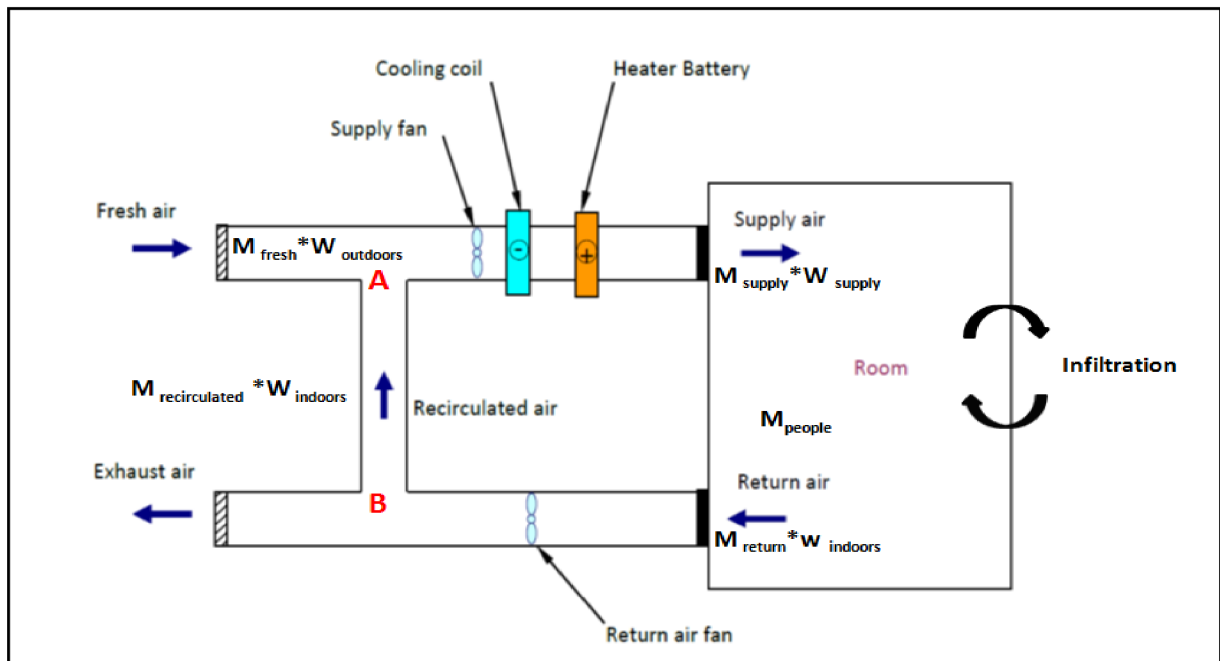 Cooling coil
Heater Battery
Supply fan
Fresh air
Supply air
M fresh*W outdoors
A
-
+
M supply*W supply
Infiltration
Room
M recirculated *W indoors
Recirculated air
M people
Exhaust air
Return air
B
M return*w indoors
Return air fan